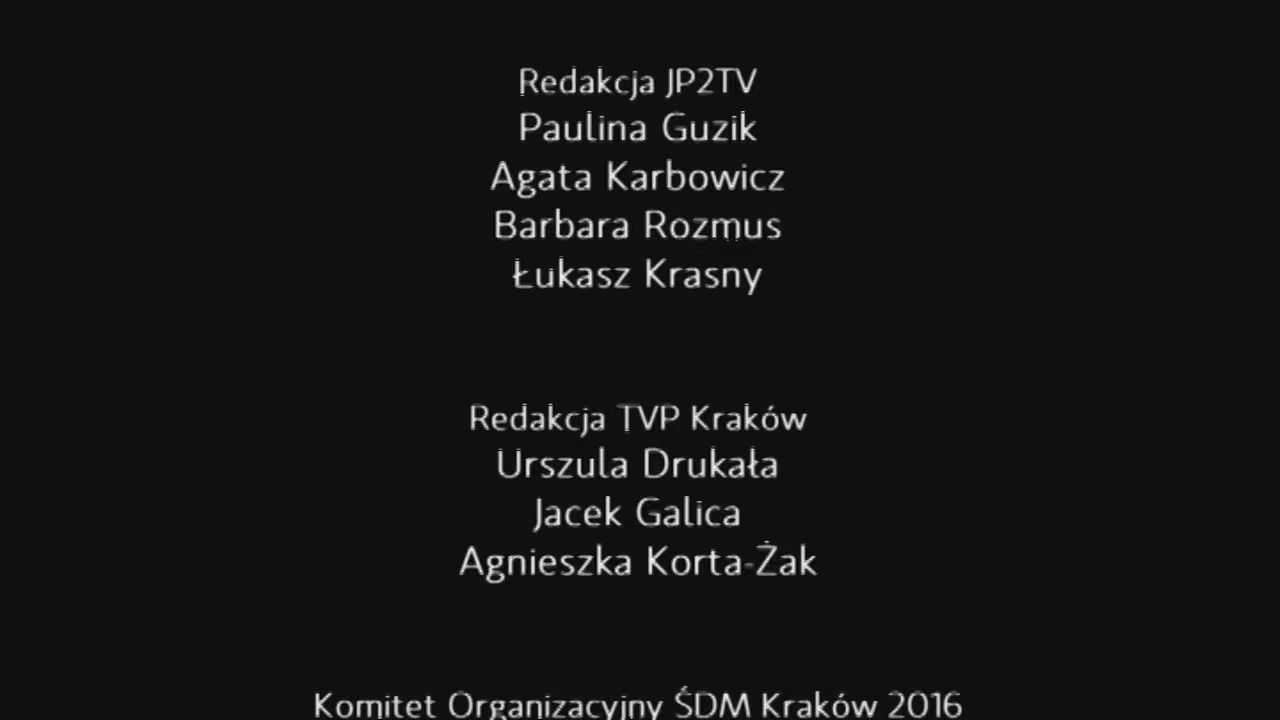 Redakcja JP2TV
Paulina Guzik
Agata Karbowicz
Barbara Rozmus
Łukasz Krasny
Redakcja TVP Kraków
Urszula Drukała
Jacek Galica
Agnieszka Korta-Żak
Komitet Organizacyjny ŚDM Kraków 2016